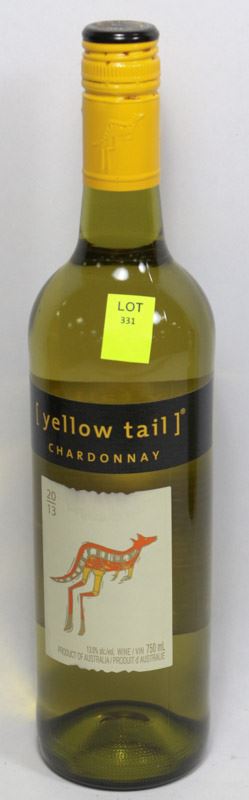 LOT
331
[ yellow tail ]®
CHARDONNAY
20
13
13.0% alc./vol. WINE / VIN 750 mL
PRODUCT OF AUSTRALIA / PRODUIT d'AUSTRALIE